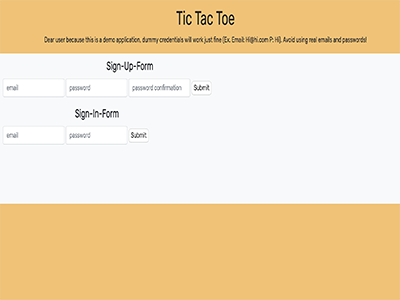 Tic Tac Toe
Dear user because this is a demo application, dummy credentials will work just fine [Ex. Email: Hi@hi.com P: Hi]. Avoid using real emails and passwords!
Sign-Up-Form
email password password confirmation Submit
Sign-In-Form
email password Submit